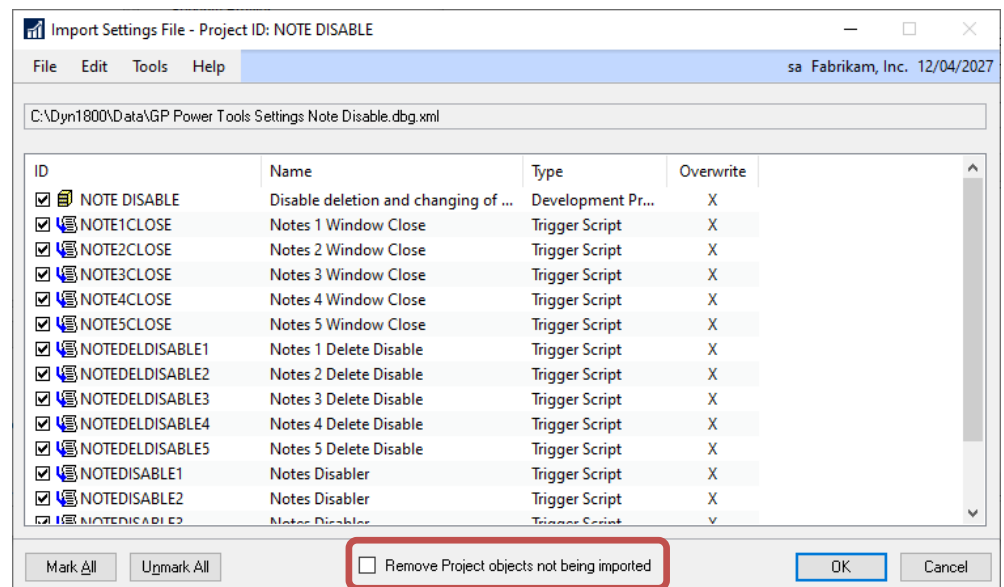 Import Settings File - Project ID: NOTE DISABLE
File Edit Tools Help sa Fabrikam, Inc. 12/04/2027
C:\Dyn1800\Data\GP Power Tools Settings Note Disable.dbg.xml
ID Name Type Overwrite
NOTE DISABLE Disable deletion and changing of ... Development Pr... X
NOTE1CLOSE Notes 1 Window Close Trigger Script X
NOTE2CLOSE Notes 2 Window Close Trigger Script X
NOTE3CLOSE Notes 3 Window Close Trigger Script X
NOTE4CLOSE Notes 4 Window Close Trigger Script X
NOTE5CLOSE Notes 5 Window Close Trigger Script X
NOTEDELDISABLE1 Notes 1 Delete Disable Trigger Script X
NOTEDELDISABLE2 Notes 2 Delete Disable Trigger Script X
NOTEDELDISABLE3 Notes 3 Delete Disable Trigger Script X
NOTEDELDISABLE4 Notes 4 Delete Disable Trigger Script X
NOTEDELDISABLE5 Notes 5 Delete Disable Trigger Script X
NOTEDISABLE1 Notes Disabler Trigger Script X
NOTEDISABLE2 Notes Disabler Trigger Script X
NOTEDISABLE3 Notes Disabler Trigger Script X
Mark All Unmark All Remove Project objects not being imported OK Cancel